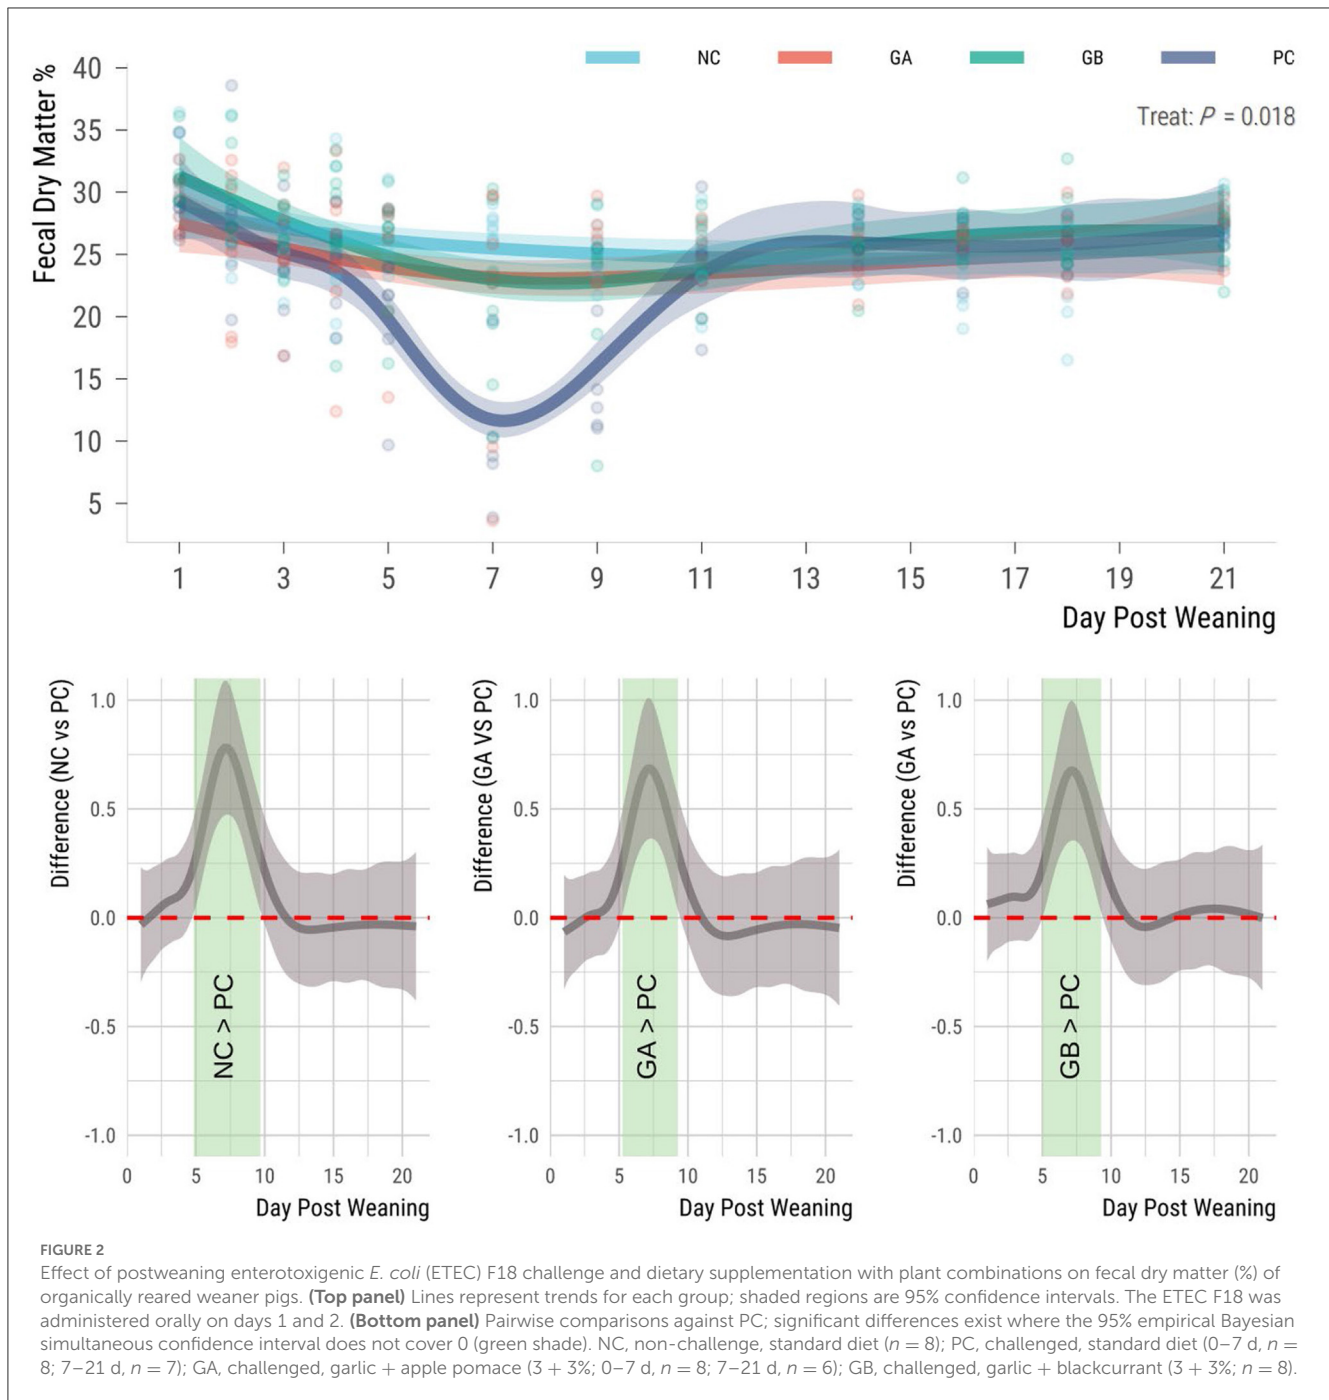 NC GA GB PC
Treat: P = 0.018
Fecal Dry Matter %
40
35
30
25
20
15
10
5
1 3 5 7 9 11 13 15 17 19 21
Day Post Weaning
Difference (NC vs PC)
1.0
0.5
0.0
-0.5
-1.0
NC > PC
0 5 10 15 20
Day Post Weaning
Difference (GA VS PC)
1.0
0.5
0.0
-0.5
-1.0
GA > PC
0 5 10 15 20
Day Post Weaning
Difference (GA vs PC)
1.0
0.5
0.0
-0.5
-1.0
GB > PC
0 5 10 15 20
Day Post Weaning
FIGURE 2
Effect of postweaning enterotoxigenic E. coli (ETEC) F18 challenge and dietary supplementation with plant combinations on fecal dry matter (%) of
organically reared weaner pigs. (Top panel) Lines represent trends for each group; shaded regions are 95% confidence intervals. The ETEC F18 was
administered orally on days 1 and 2. (Bottom panel) Pairwise comparisons against PC; significant differences exist where the 95% empirical Bayesian
simultaneous confidence interval does not cover 0 (green shade). NC, non-challenge, standard diet (n = 8); PC, challenged, standard diet (0–7 d, n =
8; 7–21 d, n = 7); GA, challenged, garlic + apple pomace (3 + 3%; 0–7 d, n = 8; 7–21 d, n = 6); GB, challenged, garlic + blackcurrant (3 + 3%; n = 8).